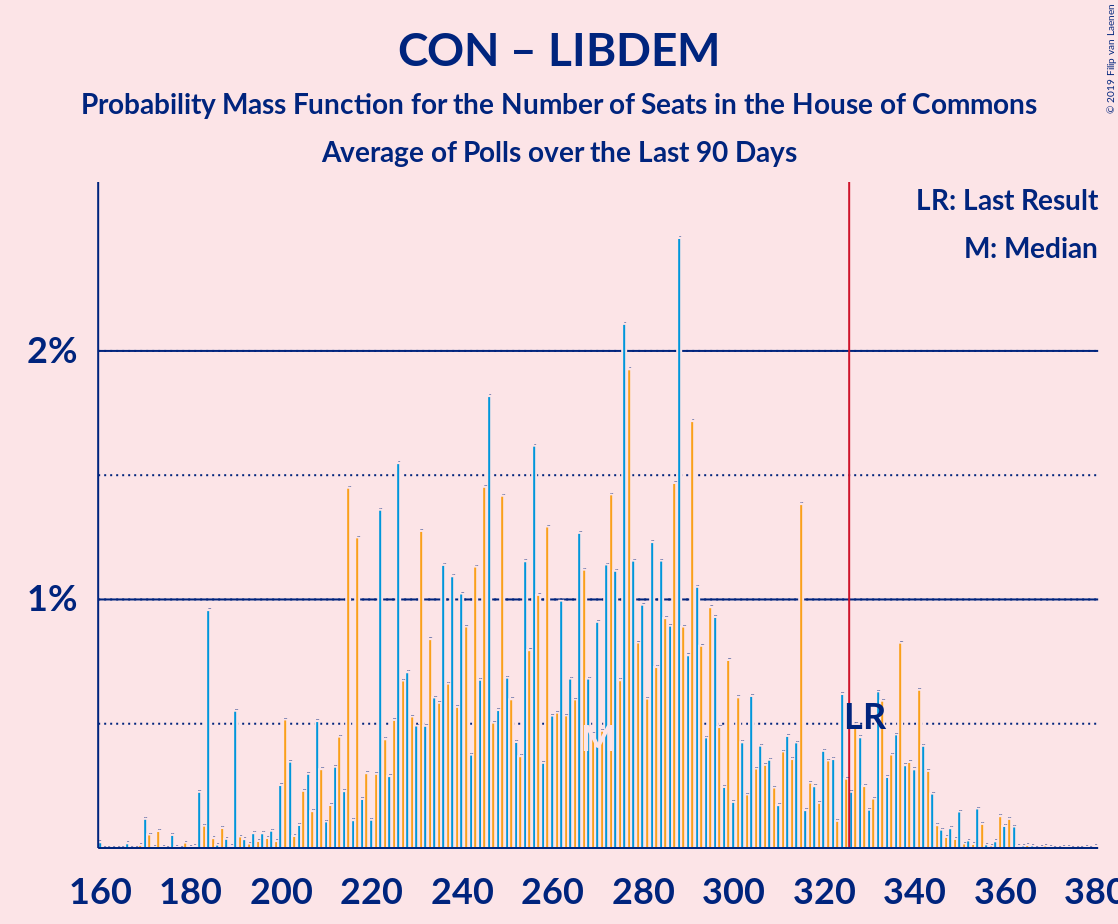 CON – LIBDEM
Probability Mass Function for the Number of Seats in the House of Commons
Average of Polls over the Last 90 Days
© 2019 Filip van Laenen
LR: Last Result
M: Median
2%
1%
M
LR
160 180 200 220 240 260 280 300 320 340 360 380